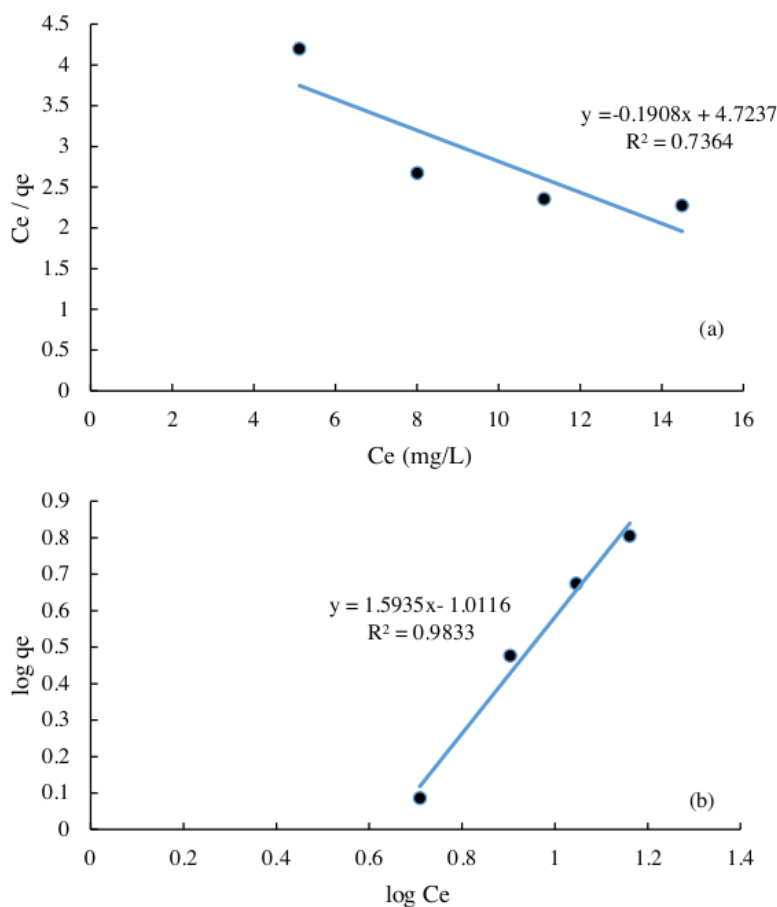 4.5
4
3.5
3
2.5
2
1.5
1
0.5
0
Ce / qe
y =-0.1908x + 4.7237
R² = 0.7364
(a)
0 2 4 6 8 10 12 14 16
Ce (mg/L)
0.9
0.8
0.7
0.6
0.5
0.4
0.3
0.2
0.1
0
log qe
y = 1.5935x- 1.0116
R² = 0.9833
(b)
0 0.2 0.4 0.6 0.8 1 1.2 1.4
log Ce